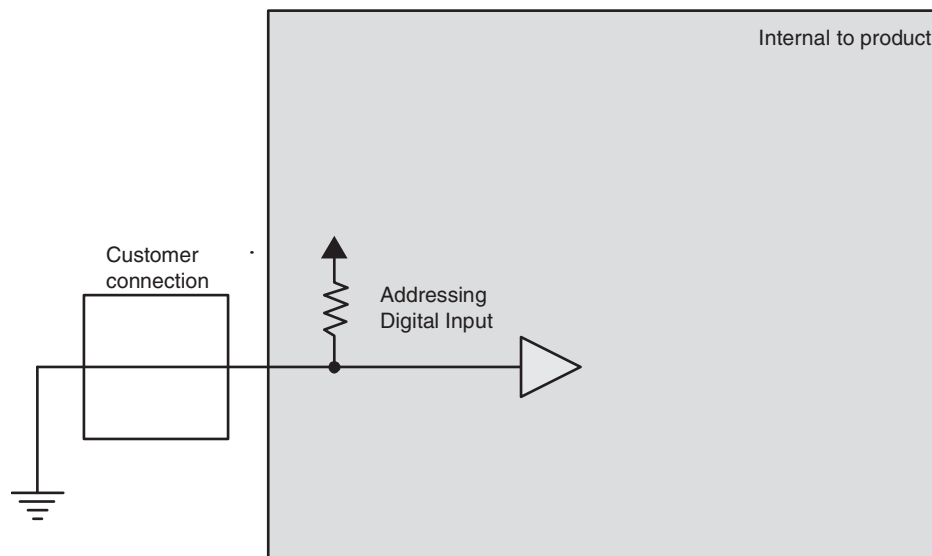 Internal to product
Customer
connection
Addressing
Digital Input